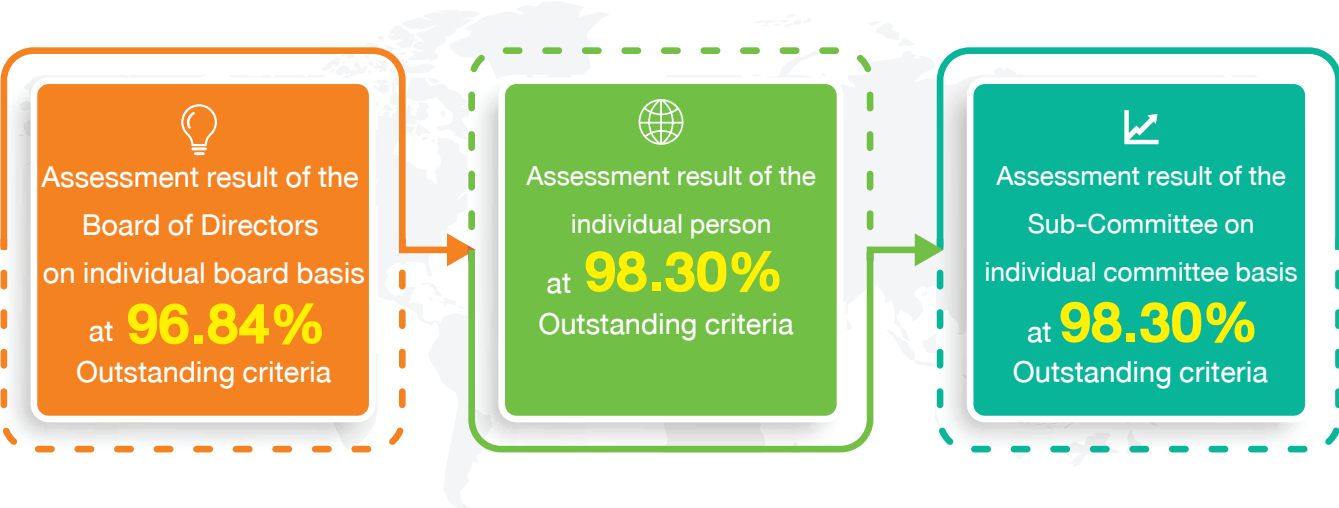 Assessment result of the
Board of Directors
on individual board basis
at 96.84%
Outstanding criteria
Assessment result of the
individual person
at 98.30%
Outstanding criteria
Assessment result of the
Sub-Committee on
individual committee basis
at 98.30%
Outstanding criteria